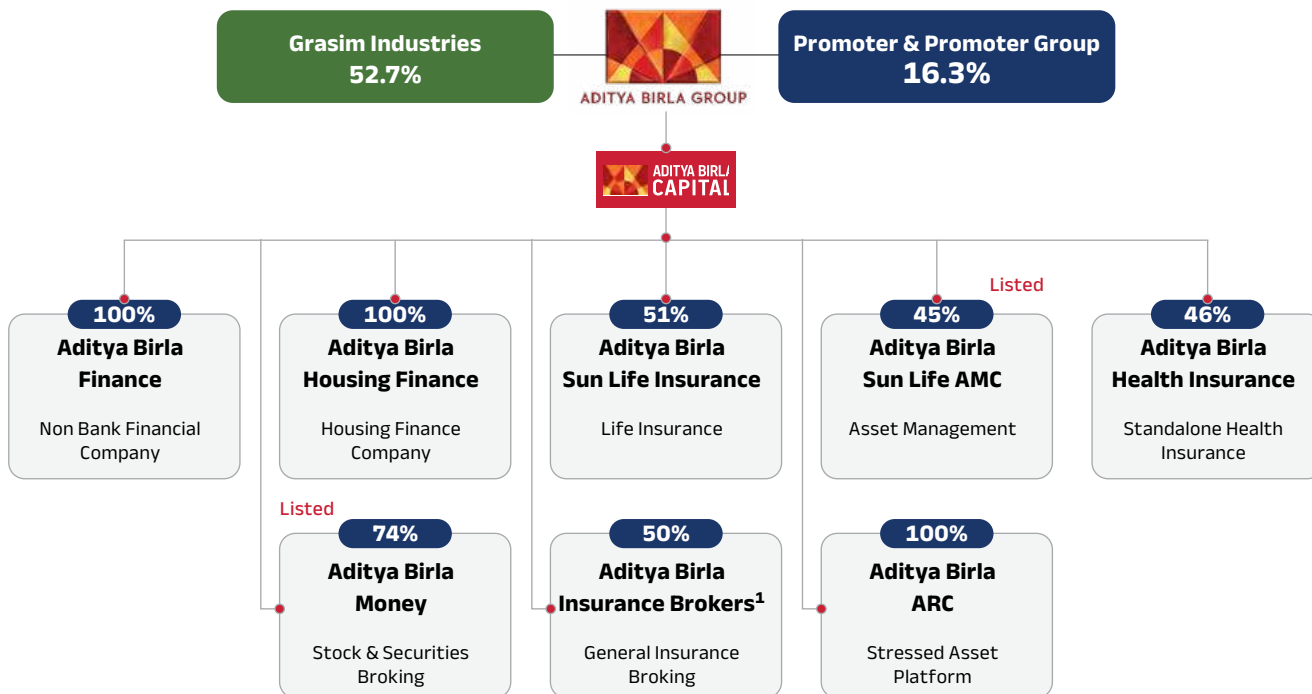 Grasim Industries
52.7%
ADITYA BIRLA GROUP
Promoter & Promoter Group
16.3%
ADITYA BIRLA
CAPITAL
100%
Aditya Birla
Finance
Non Bank Financial
Company
100%
Aditya Birla
Housing Finance
Housing Finance
Company
51%
Aditya Birla
Sun Life Insurance
Life Insurance
Listed
45%
Aditya Birla
Sun Life AMC
Asset Management
46%
Aditya Birla
Health Insurance
Standalone Health
Insurance
Listed
74%
Aditya Birla
Money
Stock & Securities
Broking
50%
Aditya Birla
Insurance Brokers¹
General Insurance
Broking
100%
Aditya Birla
ARC
Stressed Asset
Platform